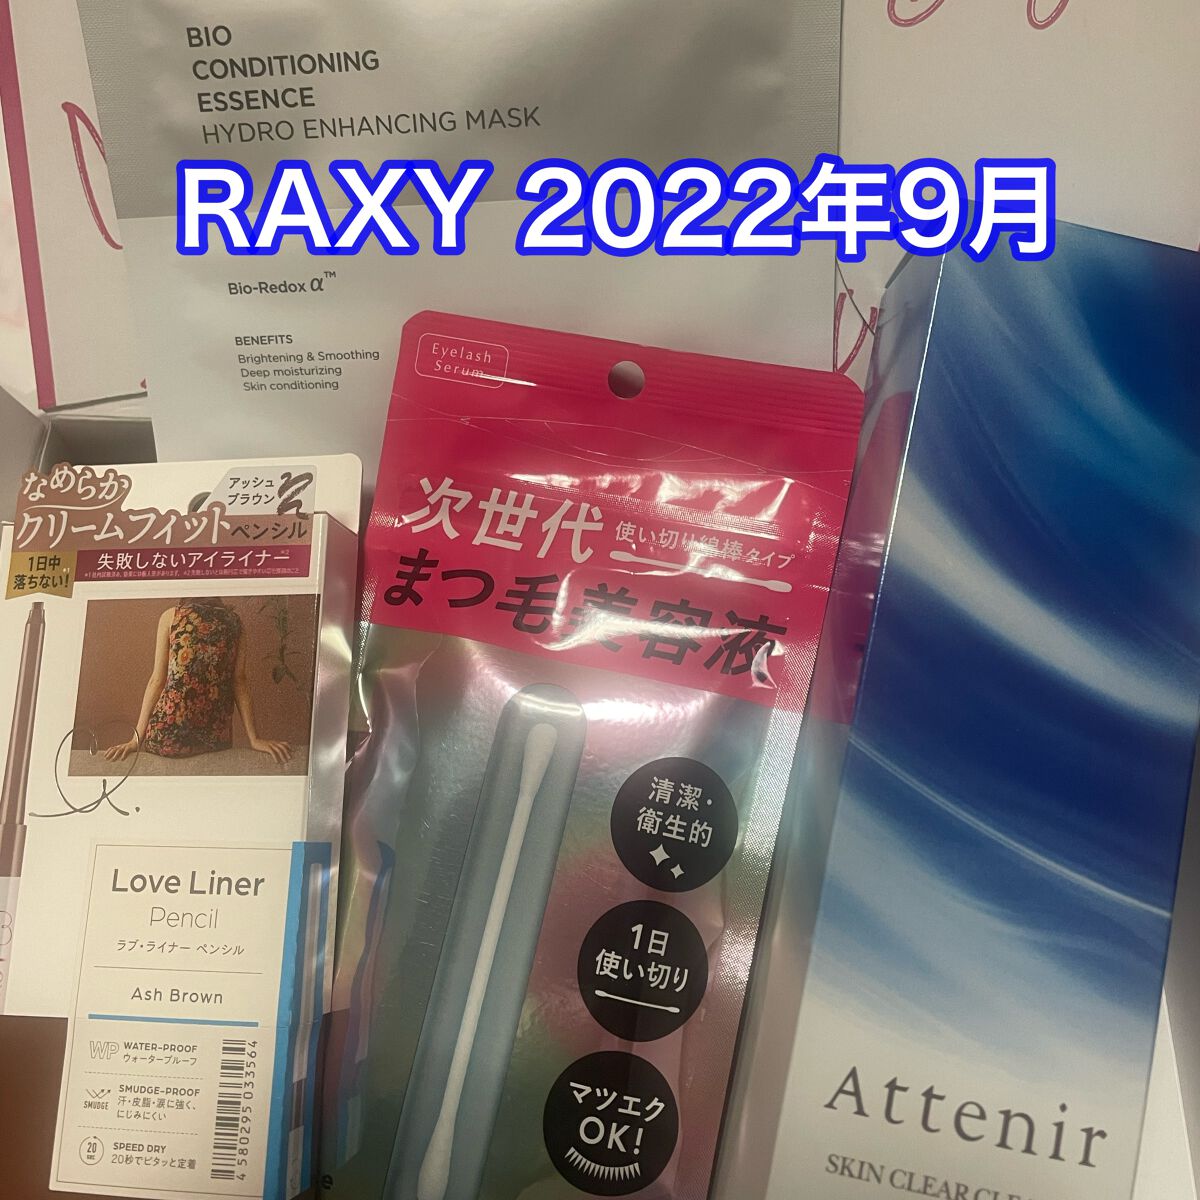 BIO
CONDITIONING
ESSENCE
HYDRO ENHANCING MASK
RAXY 2022年9月
Bio-Redox α™
BENEFITS
Brightening & Smoothing
Deep moisturizing
Skin conditioning
Eyelash
Serum
次世代
使い切り綿棒タイプ
まつ毛美容液
清潔・
衛生的
1日
使い切り
マツエク
OK!
なめらか
クリームフィット
ペンシル
アッシュ
ブラウン
1日中
落ちない!
失敗しないアイライナー
Love Liner
Pencil
ラブ・ライナー ペンシル
Ash Brown
WP
WATER-PROOF
ウォータープルーフ
SMUDGE
SMUDGE-PROOF
汗・皮脂・涙に強く、
にじみにくい
20
SEC.
SPEED DRY
20秒でピタッと定着
4 580295 033564
Attenir
SKIN CLEAR